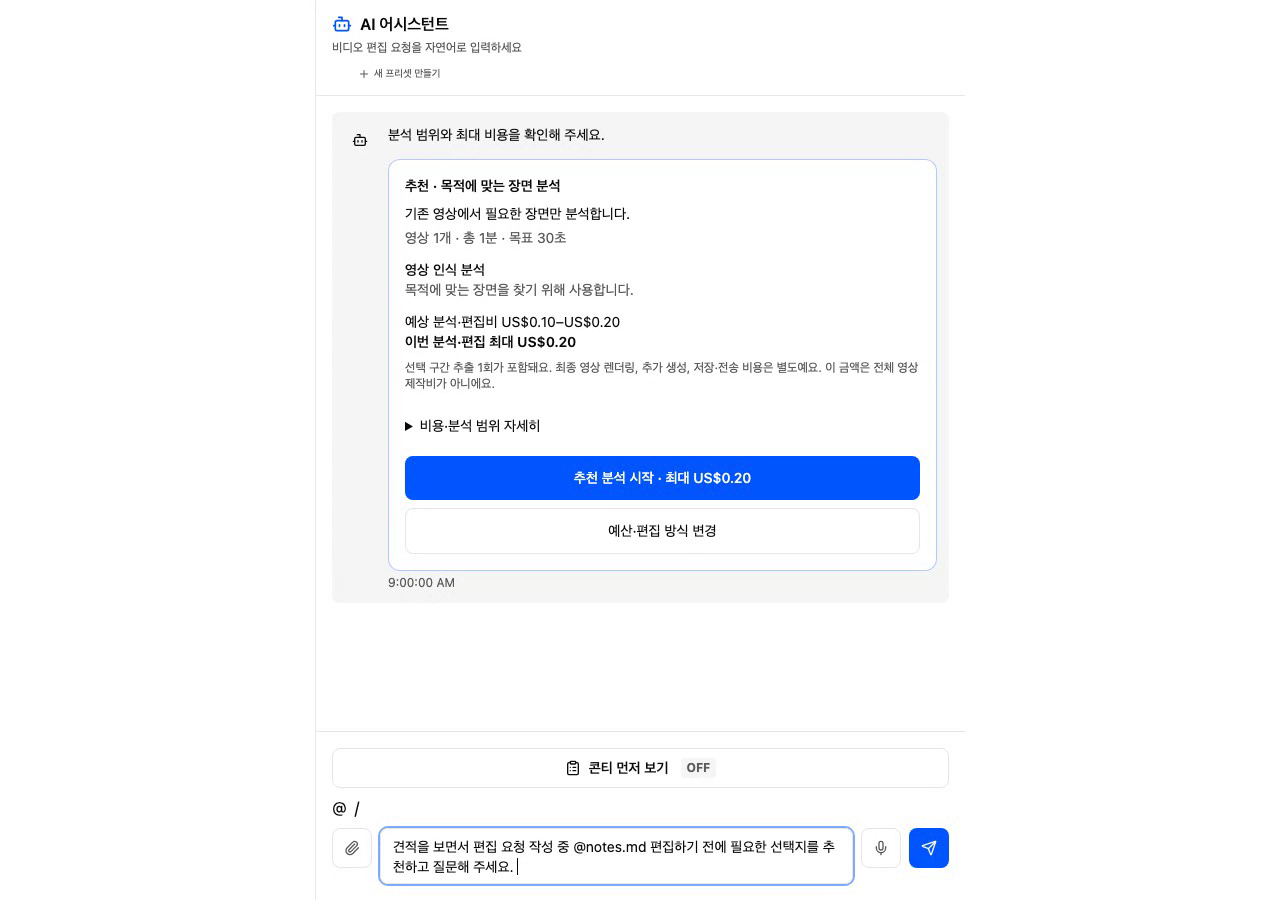 AI 어시스턴트
비디오 편집 요청을 자연어로 입력하세요
+ 새 프리셋 만들기
분석 범위와 최대 비용을 확인해 주세요.
추천 · 목적에 맞는 장면 분석
기존 영상에서 필요한 장면만 분석합니다.
영상 1개 · 총 1분 · 목표 30초
영상 인식 분석
목적에 맞는 장면을 찾기 위해 사용합니다.
예상 분석·편집비 US$0.10–US$0.20
이번 분석·편집 최대 US$0.20
선택 구간 추출 1회가 포함돼요. 최종 영상 렌더링, 추가 생성, 저장·전송 비용은 별도예요. 이 금액은 전체 영상
제작비가 아니에요.
▶ 비용·분석 범위 자세히
추천 분석 시작 · 최대 US$0.20
예산·편집 방식 변경
9:00:00 AM
콘티 먼저 보기 OFF
@ /
견적을 보면서 편집 요청 작성 중 @notes.md 편집하기 전에 필요한 선택지를 추
천하고 질문해 주세요.